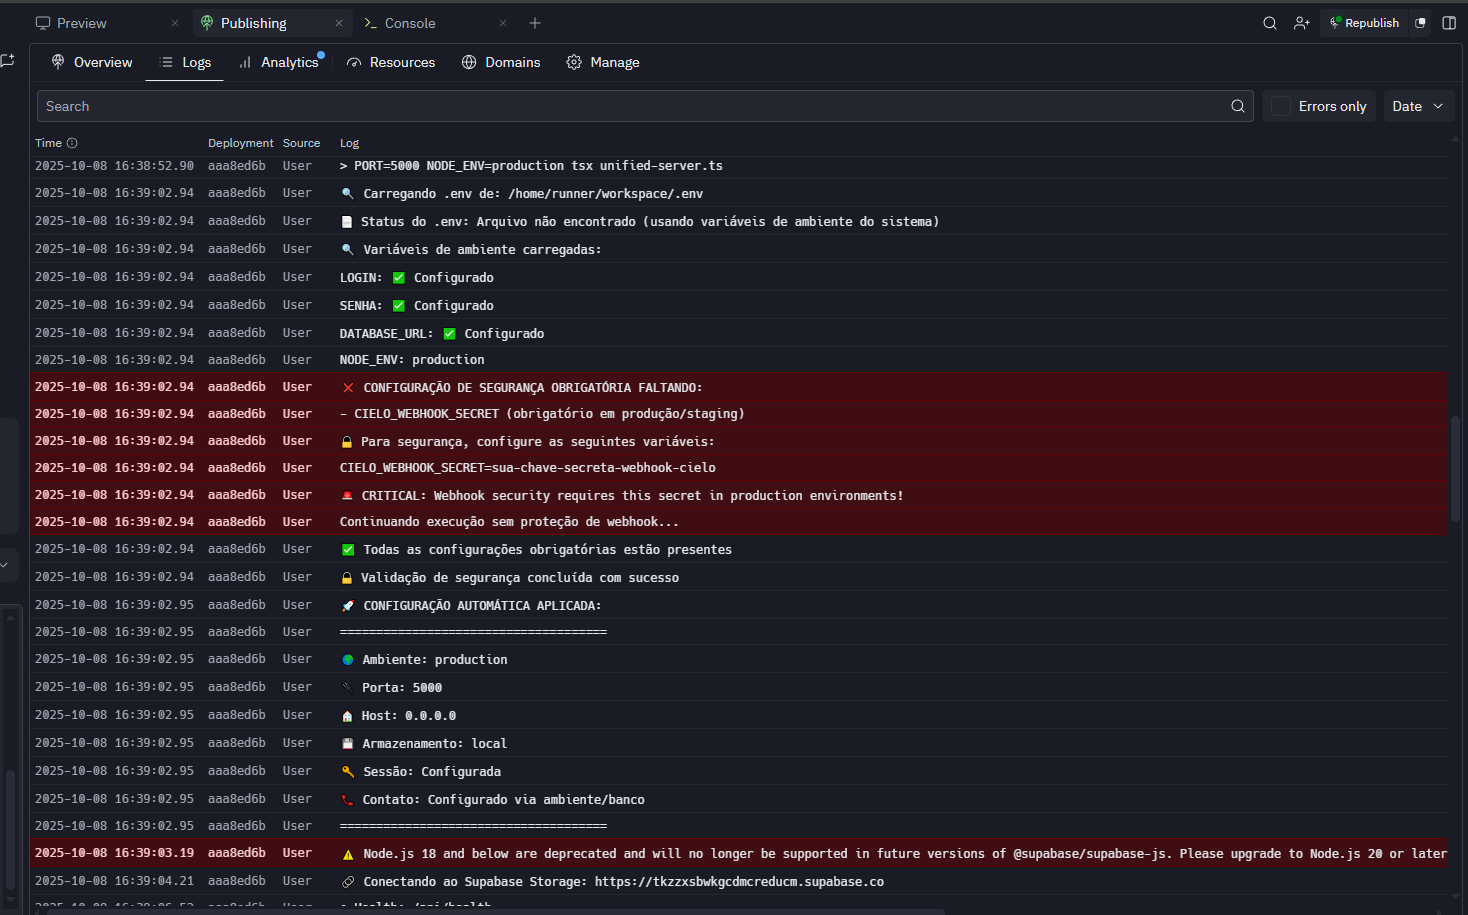 Preview × Publishing × Console × +
Republish
Overview Logs Analytics Resources Domains Manage
Search Errors only Date
Time Deployment Source Log
2025-10-08 16:38:52.90 aaa8ed6b User > PORT=5000 NODE_ENV=production tsx unified-server.ts
2025-10-08 16:39:02.94 aaa8ed6b User 🔍 Carregando .env de: /home/runner/workspace/.env
2025-10-08 16:39:02.94 aaa8ed6b User 📄 Status do .env: Arquivo não encontrado (usando variáveis de ambiente do sistema)
2025-10-08 16:39:02.94 aaa8ed6b User 🔍 Variáveis de ambiente carregadas:
2025-10-08 16:39:02.94 aaa8ed6b User LOGIN: ✅ Configurado
2025-10-08 16:39:02.94 aaa8ed6b User SENHA: ✅ Configurado
2025-10-08 16:39:02.94 aaa8ed6b User DATABASE_URL: ✅ Configurado
2025-10-08 16:39:02.94 aaa8ed6b User NODE_ENV: production
2025-10-08 16:39:02.94 aaa8ed6b User ❌ CONFIGURAÇÃO DE SEGURANÇA OBRIGATÓRIA FALTANDO:
2025-10-08 16:39:02.94 aaa8ed6b User - CIELO_WEBHOOK_SECRET (obrigatório em produção/staging)
2025-10-08 16:39:02.94 aaa8ed6b User 🔒 Para segurança, configure as seguintes variáveis:
2025-10-08 16:39:02.94 aaa8ed6b User CIELO_WEBHOOK_SECRET=sua-chave-secreta-webhook-cielo
2025-10-08 16:39:02.94 aaa8ed6b User 🚨 CRITICAL: Webhook security requires this secret in production environments!
2025-10-08 16:39:02.94 aaa8ed6b User Continuando execução sem proteção de webhook...
2025-10-08 16:39:02.94 aaa8ed6b User ✅ Todas as configurações obrigatórias estão presentes
2025-10-08 16:39:02.94 aaa8ed6b User 🔒 Validação de segurança concluída com sucesso
2025-10-08 16:39:02.94 aaa8ed6b User 🚀 CONFIGURAÇÃO AUTOMÁTICA APLICADA:
2025-10-08 16:39:02.95 aaa8ed6b User =====================================
2025-10-08 16:39:02.95 aaa8ed6b User 🌍 Ambiente: production
2025-10-08 16:39:02.95 aaa8ed6b User 🔌 Porta: 5000
2025-10-08 16:39:02.95 aaa8ed6b User 🏠 Host: 0.0.0.0
2025-10-08 16:39:02.95 aaa8ed6b User 💾 Armazenamento: local
2025-10-08 16:39:02.95 aaa8ed6b User 🔑 Sessão: Configurada
2025-10-08 16:39:02.95 aaa8ed6b User 📞 Contato: Configurado via ambiente/banco
2025-10-08 16:39:02.95 aaa8ed6b User =====================================
2025-10-08 16:39:03.19 aaa8ed6b User ⚠️ Node.js 18 and below are deprecated and will no longer be supported in future versions of @supabase/supabase-js. Please upgrade to Node.js 20 or later
2025-10-08 16:39:04.21 aaa8ed6b User 🔗 Conectando ao Supabase Storage: https://tkzzxsbwkgcdmcreducm.supabase.co